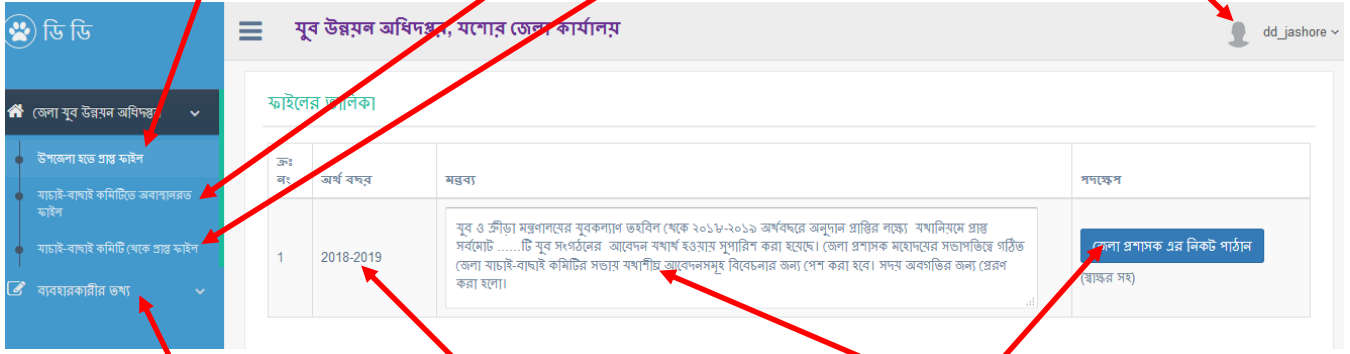 ডি ডি
যুব উন্নয়ন অধিদপ্তর, যশোর জেলা কার্যালয়
dd_jashore
জেলা যুব উন্নয়ন অধিদপ্তর
উপজেলা হতে প্রাপ্ত ফাইল
যাচাই-বাছাই কমিটিতে অবস্থানরত
ফাইল
যাচাই-বাছাই কমিটি থেকে প্রাপ্ত ফাইল
ব্যবহারকারীর তথ্য
ফাইলের তালিকা
ক্রঃ
নং
অর্থ বছর
মন্তব্য
পদক্ষেপ
1
2018-2019
যুব ও ক্রীড়া মন্ত্রণালয়ের যুবকল্যাণ তহবিল থেকে ২০১৮-২০১৯ অর্থবছরে অনুদান প্রাপ্তির লক্ষ্যে যথানিয়মে প্রাপ্ত
সর্বমোট ......টি যুব সংগঠনের আবেদন যথার্থ হওয়ায় সুপারিশ করা হয়েছে। জেলা প্রশাসক মহোদয়ের সভাপতিত্বে গঠিত
জেলা যাচাই-বাছাই কমিটির সভায় যথাশীঘ্র আবেদনসমূহ বিবেচনার জন্য পেশ করা হবে। সদয় অবগতির জন্য প্রেরণ
করা হলো।
জেলা প্রশাসক এর নিকট পাঠান
(স্বাক্ষর সহ)